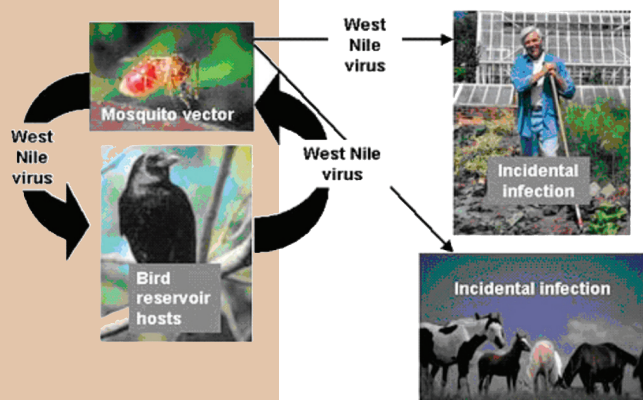 West
Nile
virus
Mosquito vector
West
Nile
virus
West Nile
virus
Bird
reservoir
hosts
Incidental
infection
Incidental infection